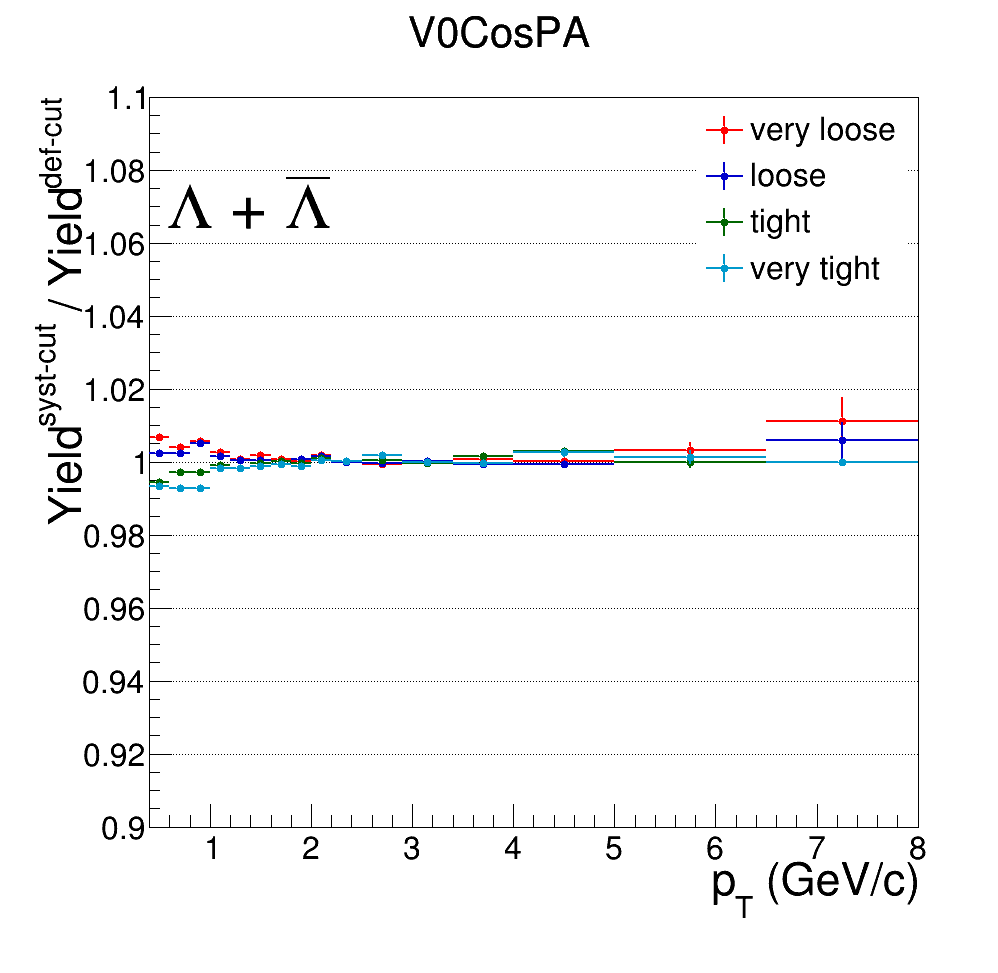 V0CosPA
Yield^syst-cut / Yield^def-cut
Λ + Λ̅
very loose
loose
tight
very tight
1.1
1.08
1.06
1.04
1.02
1
0.98
0.96
0.94
0.92
0.9
1 2 3 4 5 6 7 8
p_T (GeV/c)